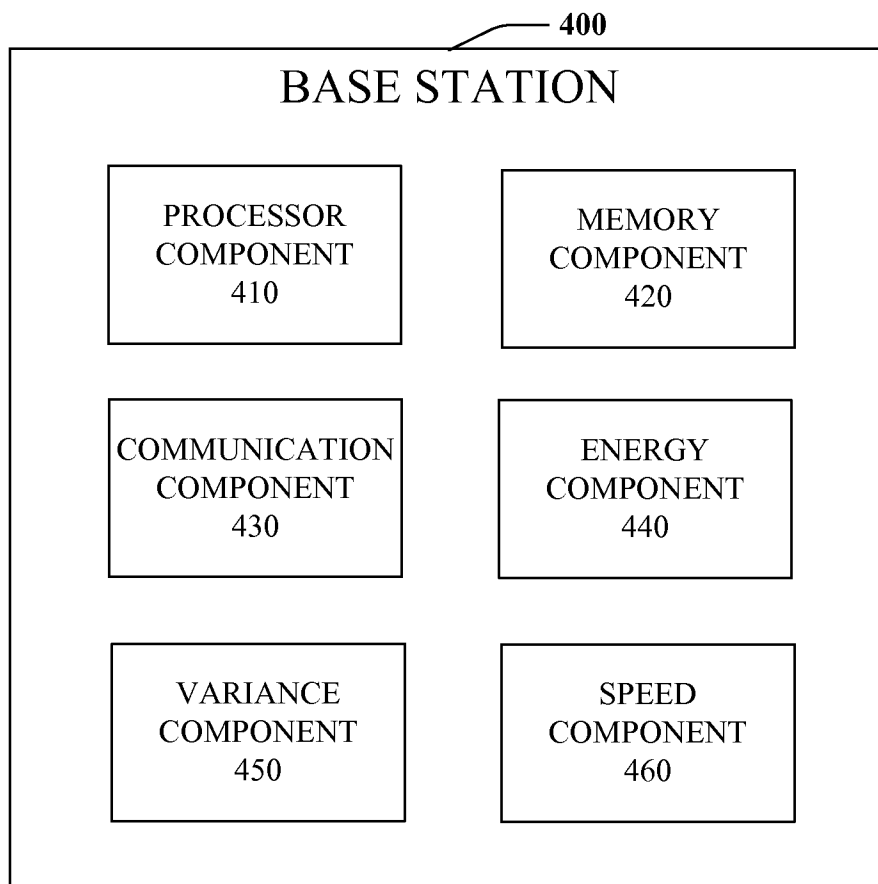 400
BASE STATION
PROCESSOR
COMPONENT
410
MEMORY
COMPONENT
420
COMMUNICATION
COMPONENT
430
ENERGY
COMPONENT
440
VARIANCE
COMPONENT
450
SPEED
COMPONENT
460